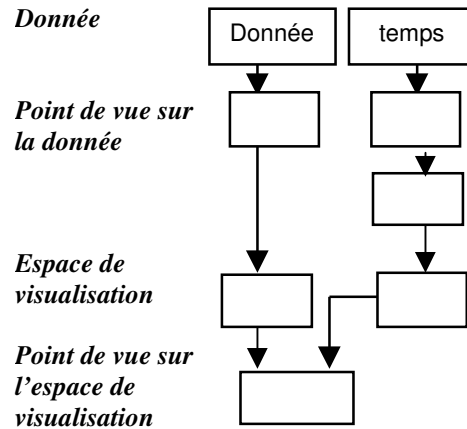 Donnée
Donnée
temps
Point de vue sur
la donnée
Espace de
visualisation
Point de vue sur
l'espace de
visualisation